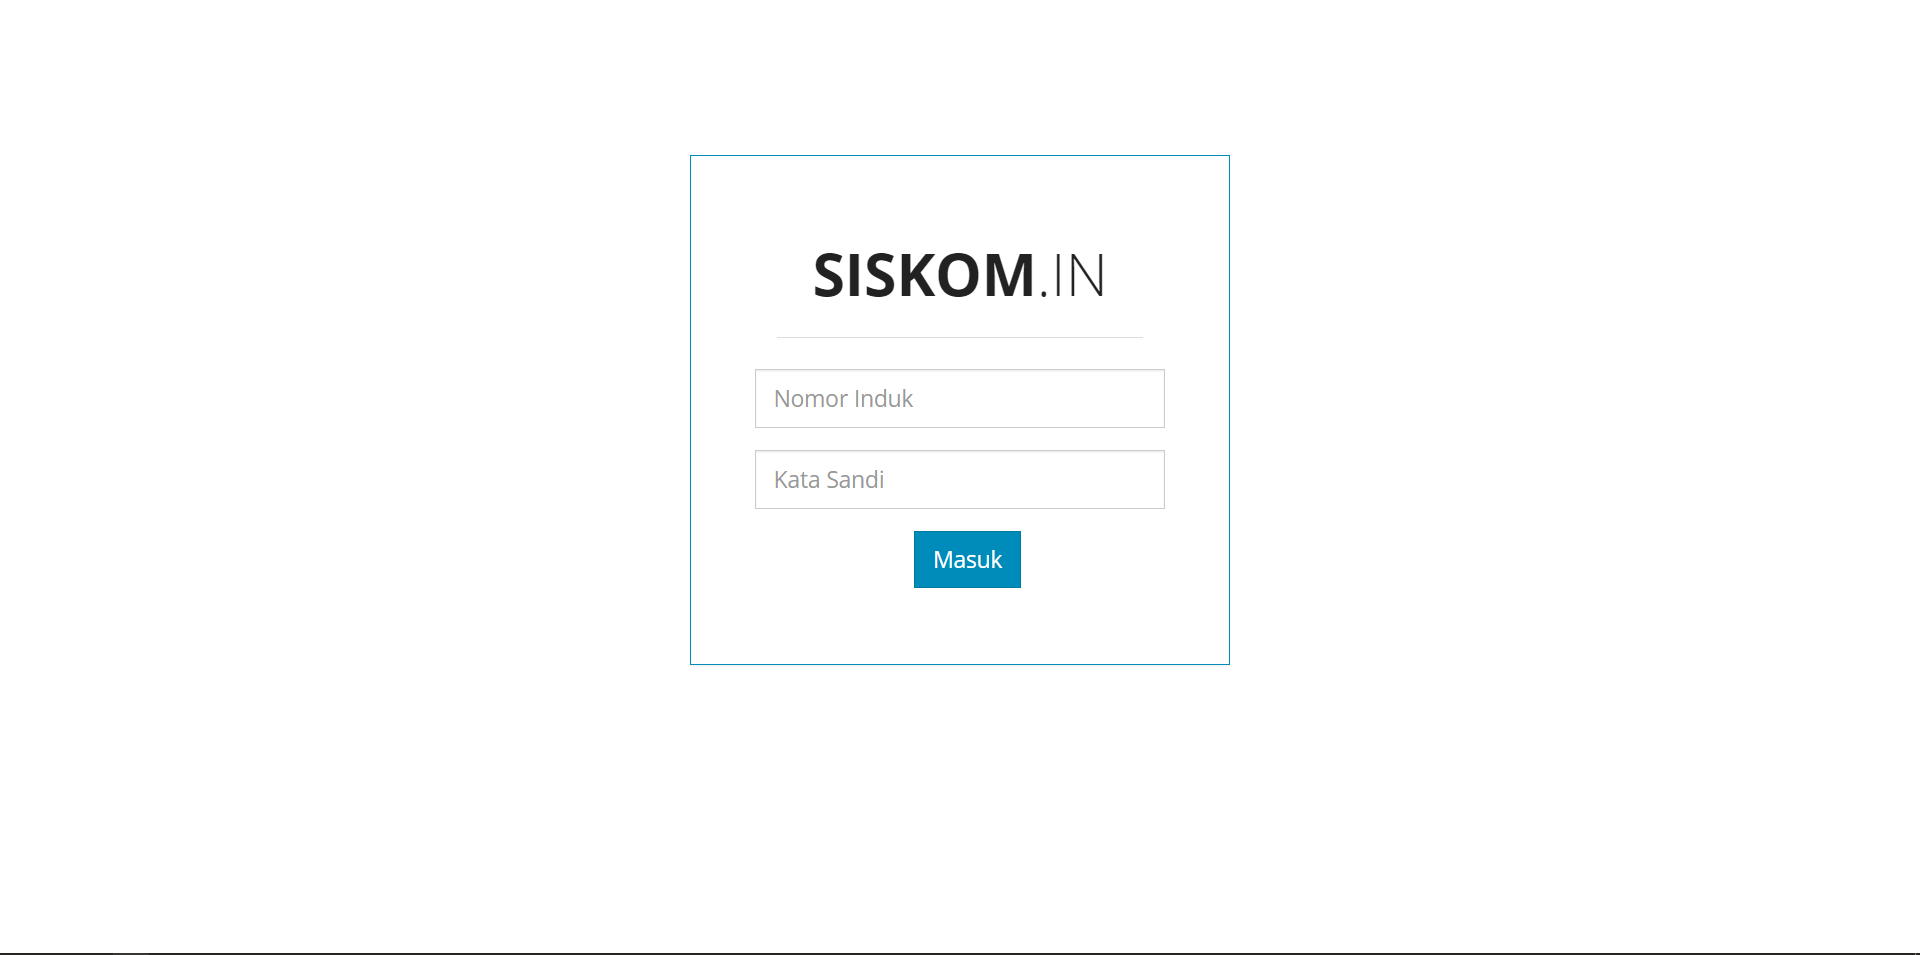 SISKOM.IN
Nomor Induk
Kata Sandi
Masuk